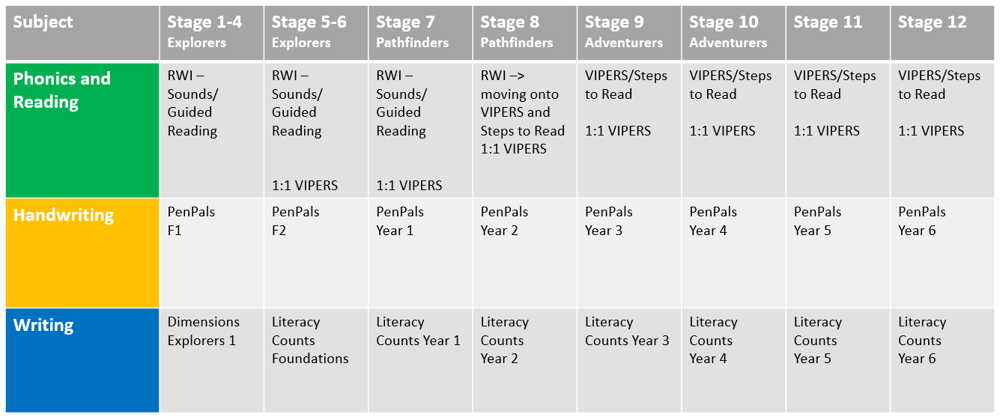 Subject
Stage 1-4
Explorers
Stage 5-6
Explorers
Stage 7
Pathfinders
Stage 8
Pathfinders
Stage 9
Adventurers
Stage 10
Adventurers
Stage 11
Stage 12
Phonics and
Reading
RWI –
Sounds/
Guided
Reading
RWI –
Sounds/
Guided
Reading
1:1 VIPERS
RWI –
Sounds/
Guided
Reading
1:1 VIPERS
RWI –>
moving onto
VIPERS and
Steps to Read
1:1 VIPERS
VIPERS/Steps
to Read
1:1 VIPERS
VIPERS/Steps
to Read
1:1 VIPERS
VIPERS/Steps
to Read
1:1 VIPERS
VIPERS/Steps
to Read
1:1 VIPERS
Handwriting
PenPals
F1
PenPals
F2
PenPals
Year 1
PenPals
Year 2
PenPals
Year 3
PenPals
Year 4
PenPals
Year 5
PenPals
Year 6
Writing
Dimensions
Explorers 1
Literacy
Counts
Foundations
Literacy
Counts Year 1
Literacy
Counts
Year 2
Literacy
Counts Year 3
Literacy
Counts
Year 4
Literacy
Counts
Year 5
Literacy
Counts
Year 6